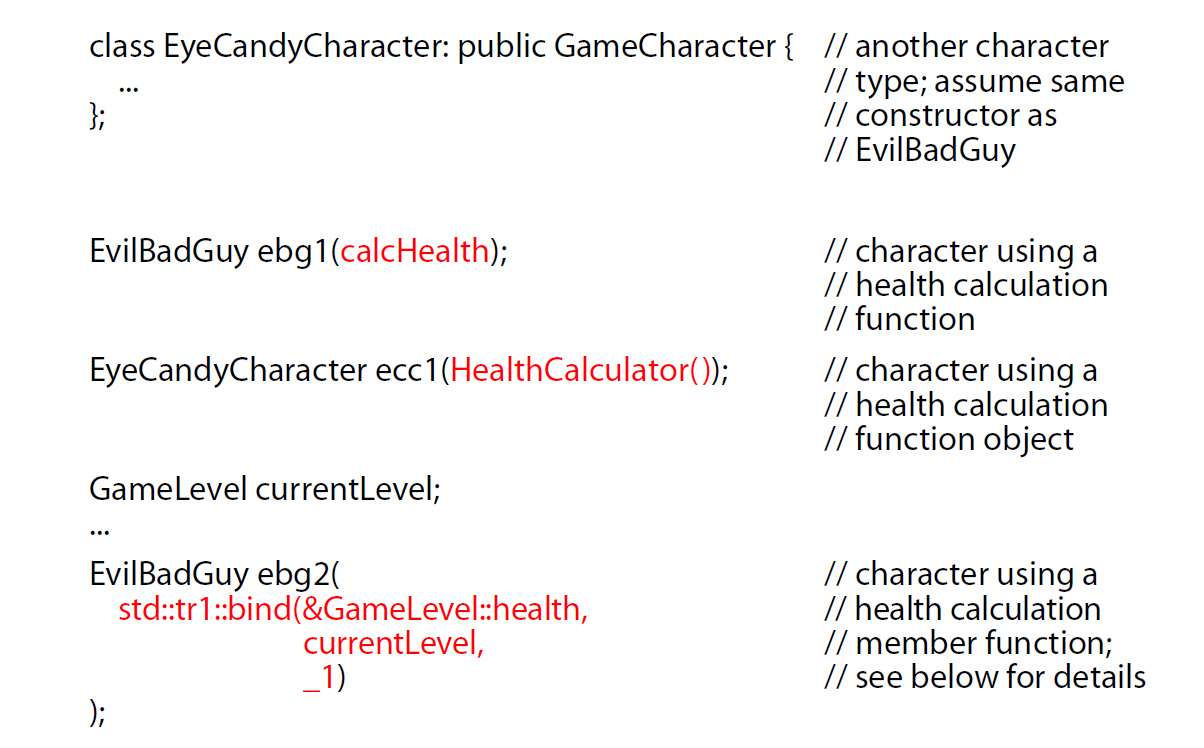 class EyeCandyCharacter: public GameCharacter { // another character
... // type; assume same
}; // constructor as
// EvilBadGuy
EvilBadGuy ebg1(calcHealth); // character using a
// health calculation
// function
EyeCandyCharacter ecc1(HealthCalculator()); // character using a
// health calculation
// function object
GameLevel currentLevel;
...
EvilBadGuy ebg2( // character using a
std::tr1::bind(&GameLevel::health, // health calculation
currentLevel, // member function;
_1) // see below for details
);